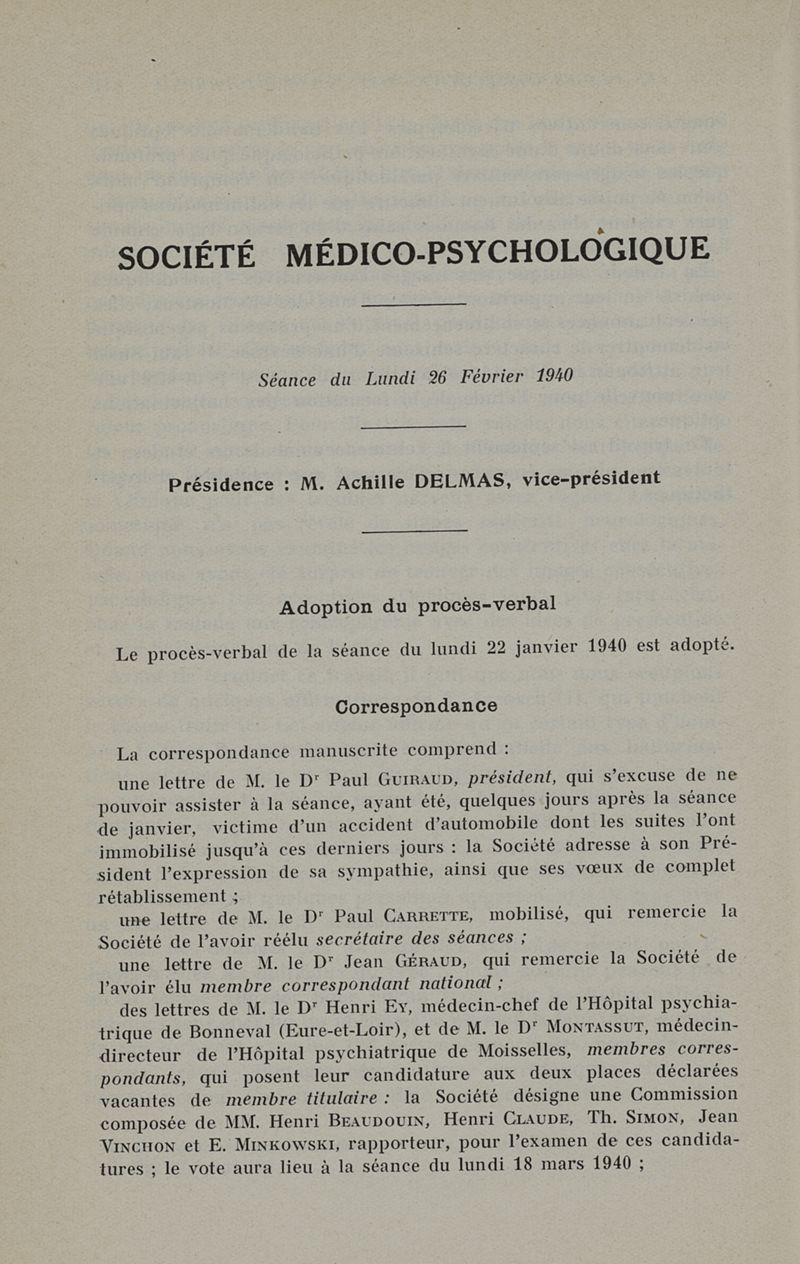 SOCIÉTÉ MÉDICO-PSYCHOLOGIQUE
Séance du Lundi 26 Février 1940
Présidence : M. Achille DELMAS, vice-président
Adoption du procès-verbal
Le procès-verbal de la séance du lundi 22 janvier 1940 est adopté.
Correspondance
La correspondance manuscrite comprend :
une lettre de M. le Dr Paul GUIRAUD, président, qui s'excuse de ne
pouvoir assister à la séance, ayant été, quelques jours après la séance
de janvier, victime d'un accident d'automobile dont les suites l'ont
immobilisé jusqu'à ces derniers jours : la Société adresse à son Pré-
sident l'expression de sa sympathie, ainsi que ses vœux de complet
rétablissement ;
une lettre de M. le Dr Paul CARRETTE, mobilisé, qui remercie la
Société de l'avoir réélu secrétaire des séances ;
une lettre de M. le Dr Jean GÉRAUD, qui remercie la Société de
l'avoir élu membre correspondant national ;
des lettres de M. le Dr Henri EY, médecin-chef de l'Hôpital psychia-
trique de Bonneval (Eure-et-Loir), et de M. le Dr MONTASSUT, médecin-
directeur de l'Hôpital psychiatrique de Moisselles, membres corres-
pondants, qui posent leur candidature aux deux places déclarées
vacantes de membre titulaire : la Société désigne une Commission
composée de MM. Henri BEAUDOUIN, Henri CLAUDE, Th. SIMON, Jean
VINCHON et E. MINKOWSKI, rapporteur, pour l'examen de ces candida-
tures ; le vote aura lieu à la séance du lundi 18 mars 1940 ;